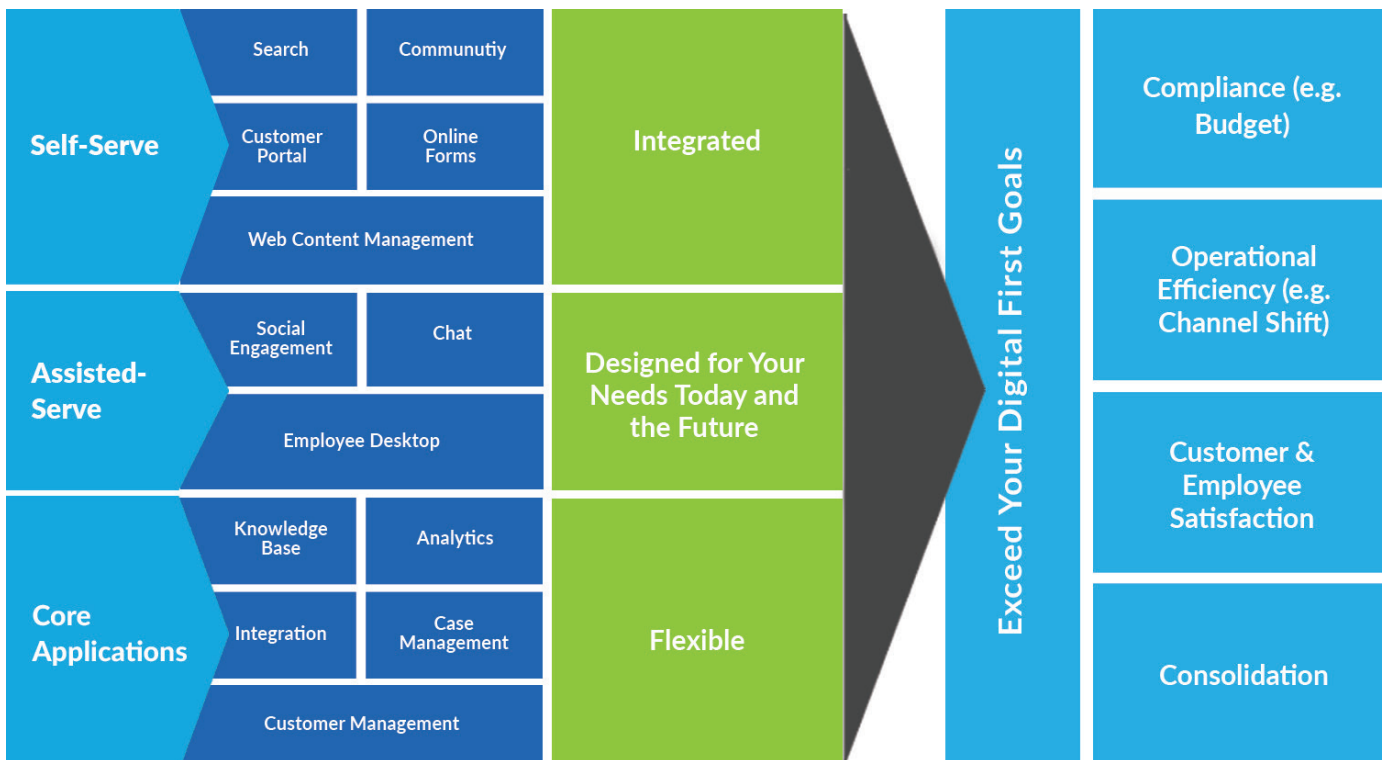 Self-Serve
Search
Communutiy
Customer
Portal
Online
Forms
Web Content Management
Integrated
Assisted-
Serve
Social
Engagement
Chat
Employee Desktop
Designed for Your
Needs Today and
the Future
Core
Applications
Knowledge
Base
Analytics
Integration
Case
Management
Customer Management
Flexible
Exceed Your Digital First Goals
Compliance (e.g.
Budget)
Operational
Efficiency (e.g.
Channel Shift)
Customer &
Employee
Satisfaction
Consolidation